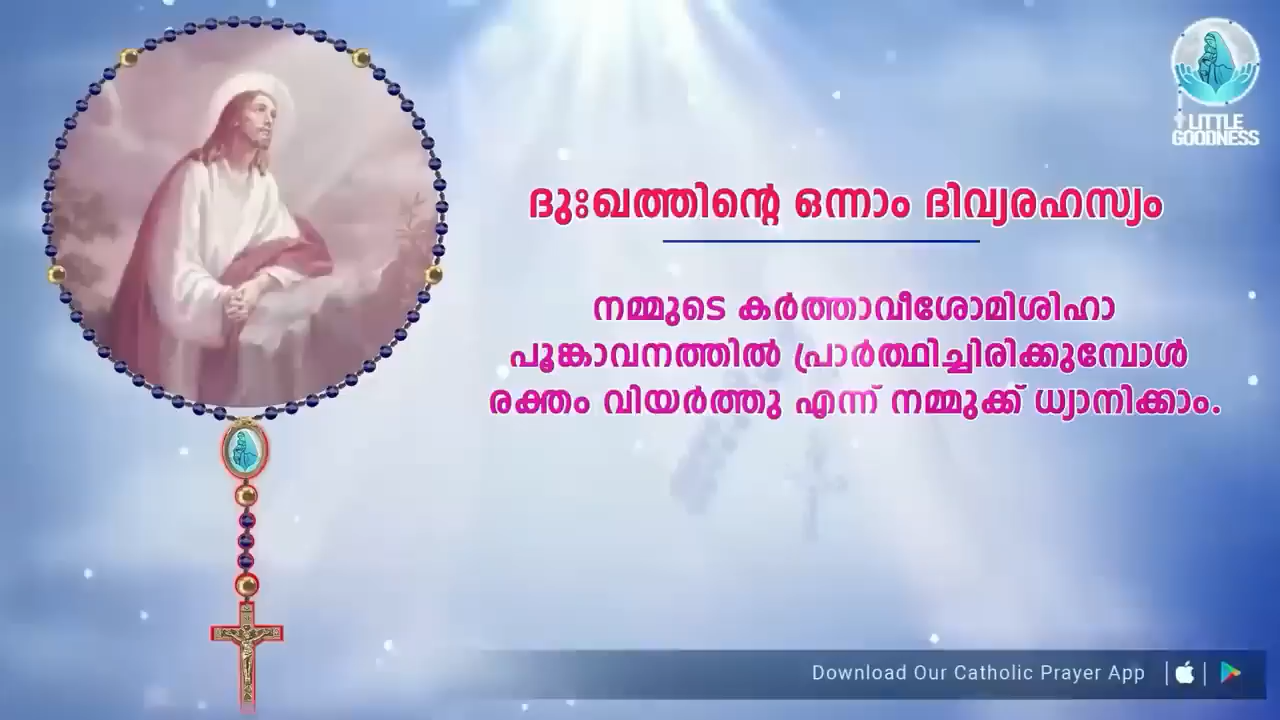 LITTLE
GOODNESS
ദുഃഖത്തിന്റെ ഒന്നാം ദിവ്യരഹസ്യം
നമ്മുടെ കർത്താവീശോമിശിഹാ
പൂങ്കാവനത്തിൽ പ്രാർത്ഥിച്ചിരിക്കുമ്പോൾ
രക്തം വിയർത്തു എന്ന് നമ്മുക്ക് ധ്യാനിക്കാം.
Download Our Catholic Prayer App